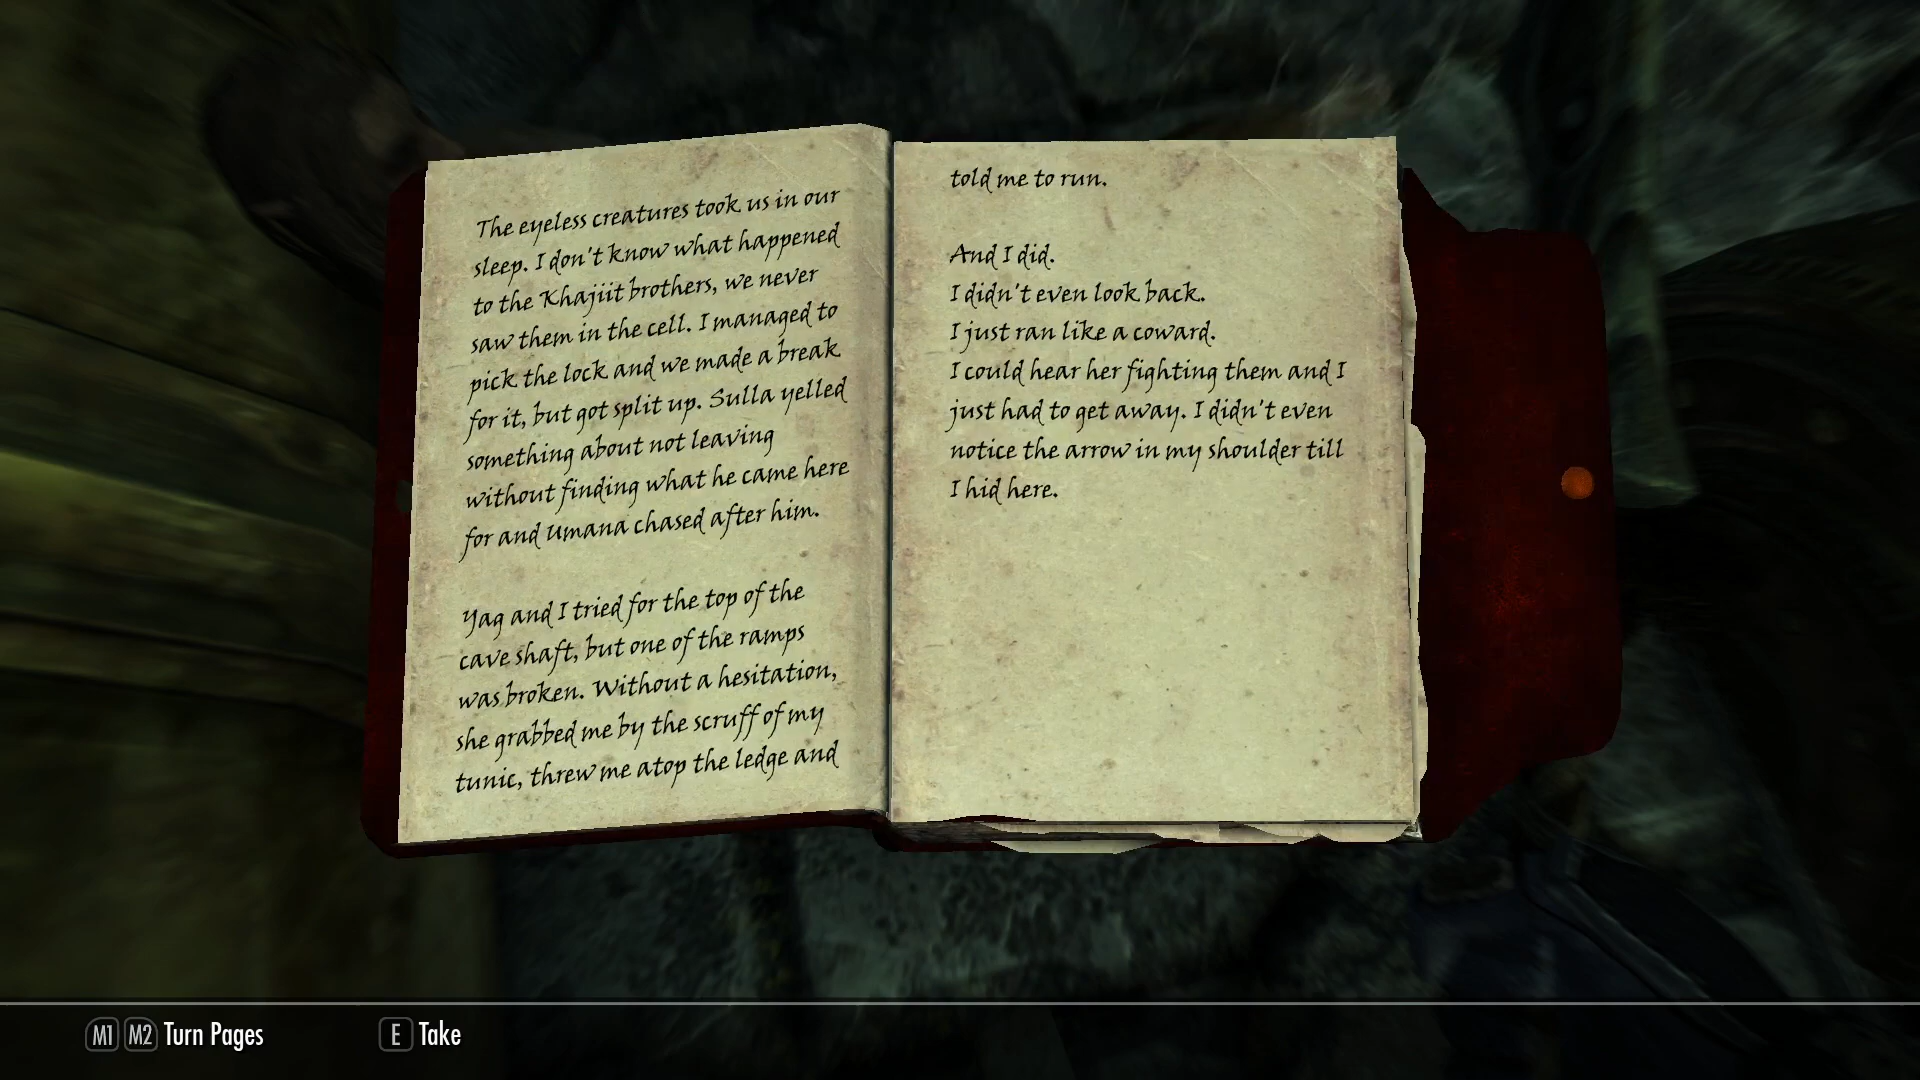 The eyeless creatures took us in our
sleep. I don't know what happened
to the Khajiit brothers, we never
saw them in the cell. I managed to
pick the lock and we made a break
for it, but got split up. Sulla yelled
something about not leaving
without finding what he came here
for and Umana chased after him.
Yag and I tried for the top of the
cave shaft, but one of the ramps
was broken. Without a hesitation,
she grabbed me by the scruff of my
tunic, threw me atop the ledge and
told me to run.
And I did.
I didn't even look back.
I just ran like a coward.
I could hear her fighting them and I
just had to get away. I didn't even
notice the arrow in my shoulder till
I hid here.
M1 M2 Turn Pages
E Take